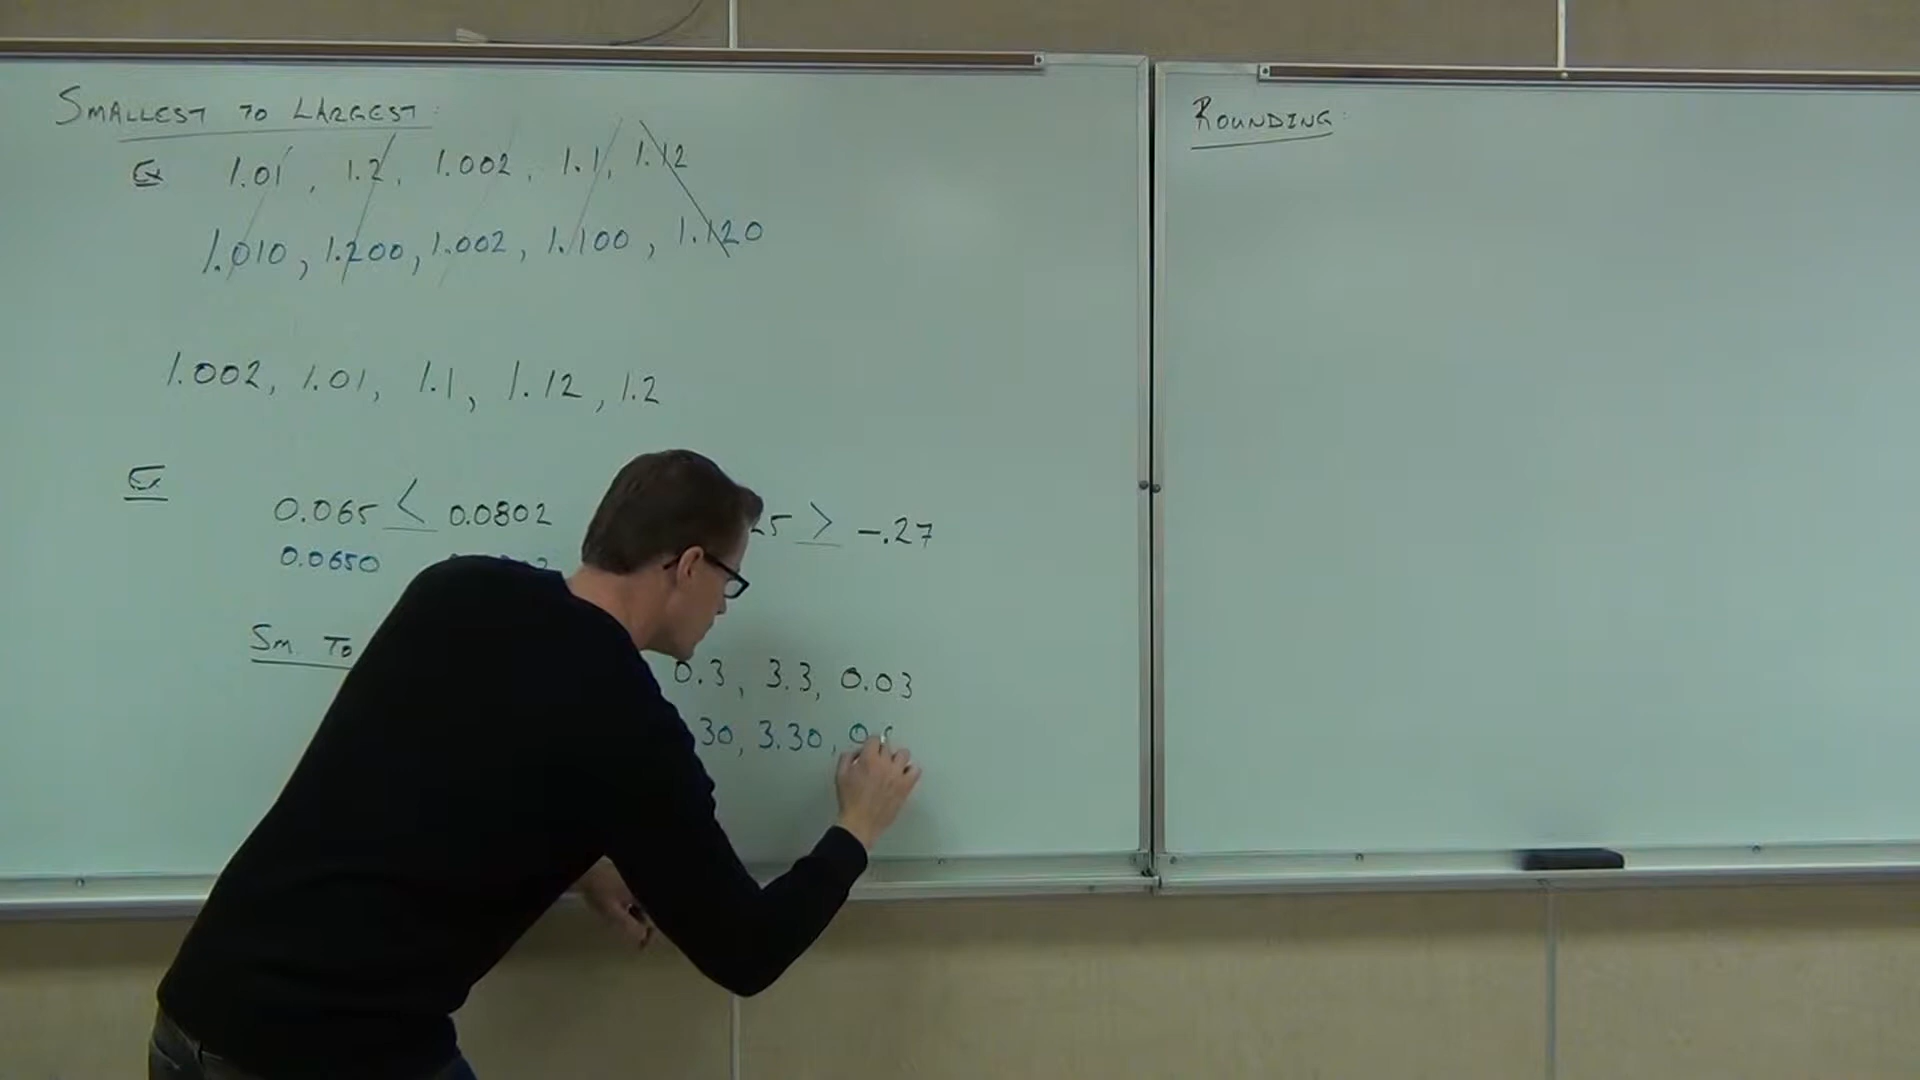 SMALLEST TO LARGEST:
Ex 1.01, 1.2, 1.002, 1.1, 1.12
1.010, 1.200, 1.002, 1.100, 1.120
1.002, 1.01, 1.1, 1.12, 1.2
Ex
0.065 < 0.0802
25 > -.27
0.0650
Sm. To
0.3, 3.3, 0.03
30, 3.30, 0.
ROUNDING: